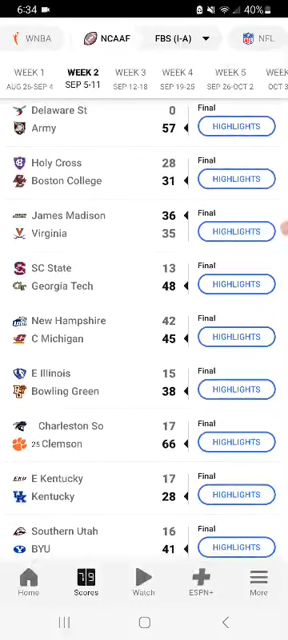 6:34 40%
WNBA NCAAF FBS (I-A) NFL
WEEK 1 WEEK 2 WEEK 3 WEEK 4 WEEK 5 WEEK
AUG 26-SEP 4 SEP 5-11 SEP 12-18 SEP 19-25 SEP 26-OCT 2 OCT 3
Delaware St 0 Final
Army 57 HIGHLIGHTS
Holy Cross 28 Final
Boston College 31 HIGHLIGHTS
James Madison 36 Final
Virginia 35 HIGHLIGHTS
SC State 13 Final
Georgia Tech 48 HIGHLIGHTS
New Hampshire 42 Final
C Michigan 45 HIGHLIGHTS
E Illinois 15 Final
Bowling Green 38 HIGHLIGHTS
Charleston So 17 Final
25 Clemson 66 HIGHLIGHTS
E Kentucky 17 Final
Kentucky 28 HIGHLIGHTS
Southern Utah 16 Final
BYU 41 HIGHLIGHTS
Home Scores Watch ESPN+ More